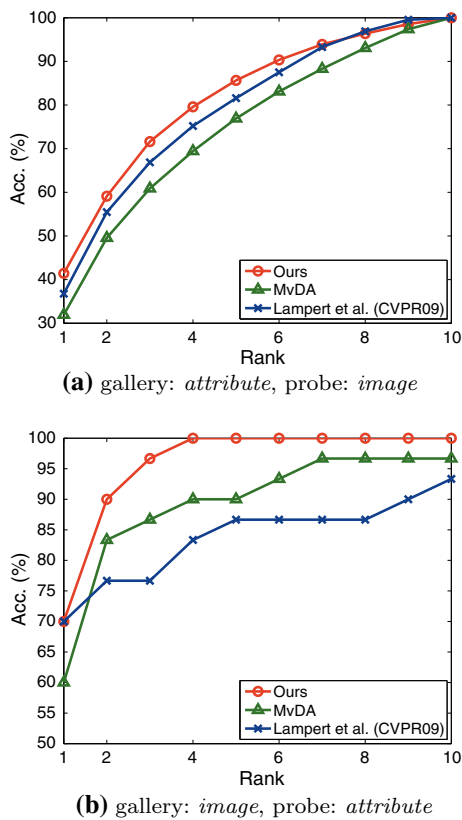 100
90
80
70
60
50
40
30
Acc. (%)
1 2 4 6 8 10
Rank
Ours
MvDA
Lampert et al. (CVPR09)
(a) gallery: attribute, probe: image
100
95
90
85
80
75
70
65
60
55
50
Acc. (%)
1 2 4 6 8 10
Rank
Ours
MvDA
Lampert et al. (CVPR09)
(b) gallery: image, probe: attribute